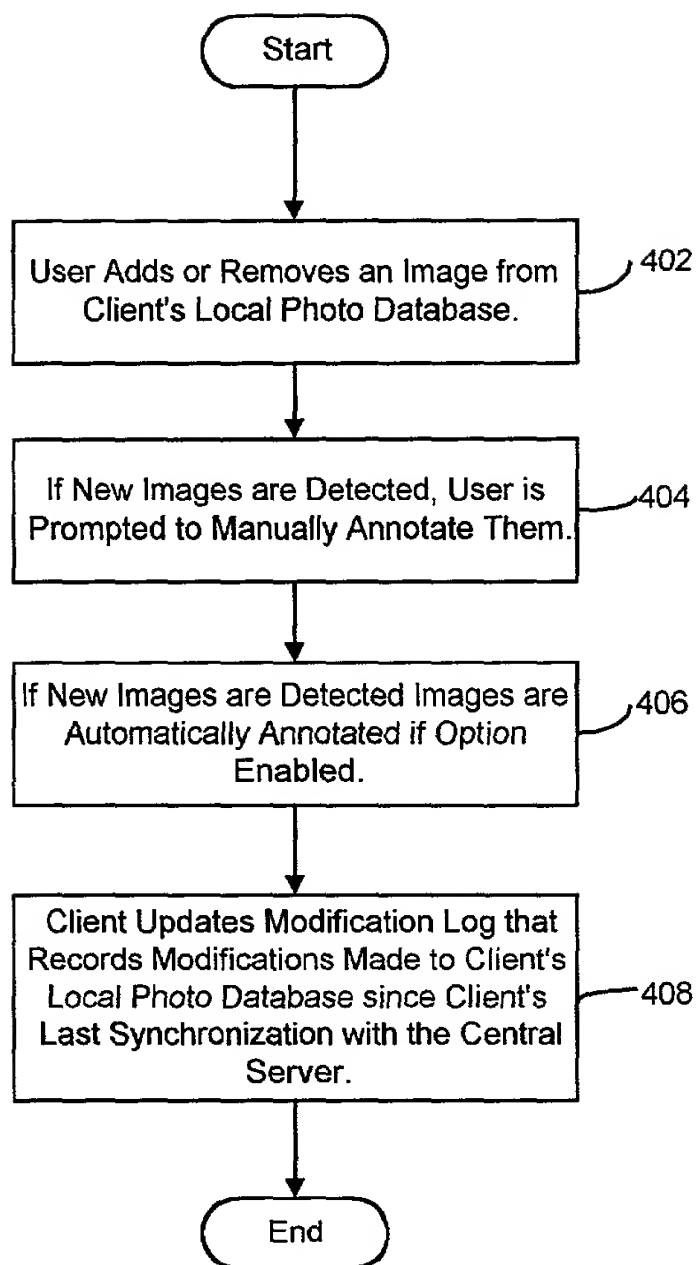 Start
User Adds or Removes an Image from
Client's Local Photo Database.
402
If New Images are Detected, User is
Prompted to Manually Annotate Them.
404
If New Images are Detected Images are
Automatically Annotated if Option
Enabled.
406
Client Updates Modification Log that
Records Modifications Made to Client's
Local Photo Database since Client's
Last Synchronization with the Central
Server.
408
End